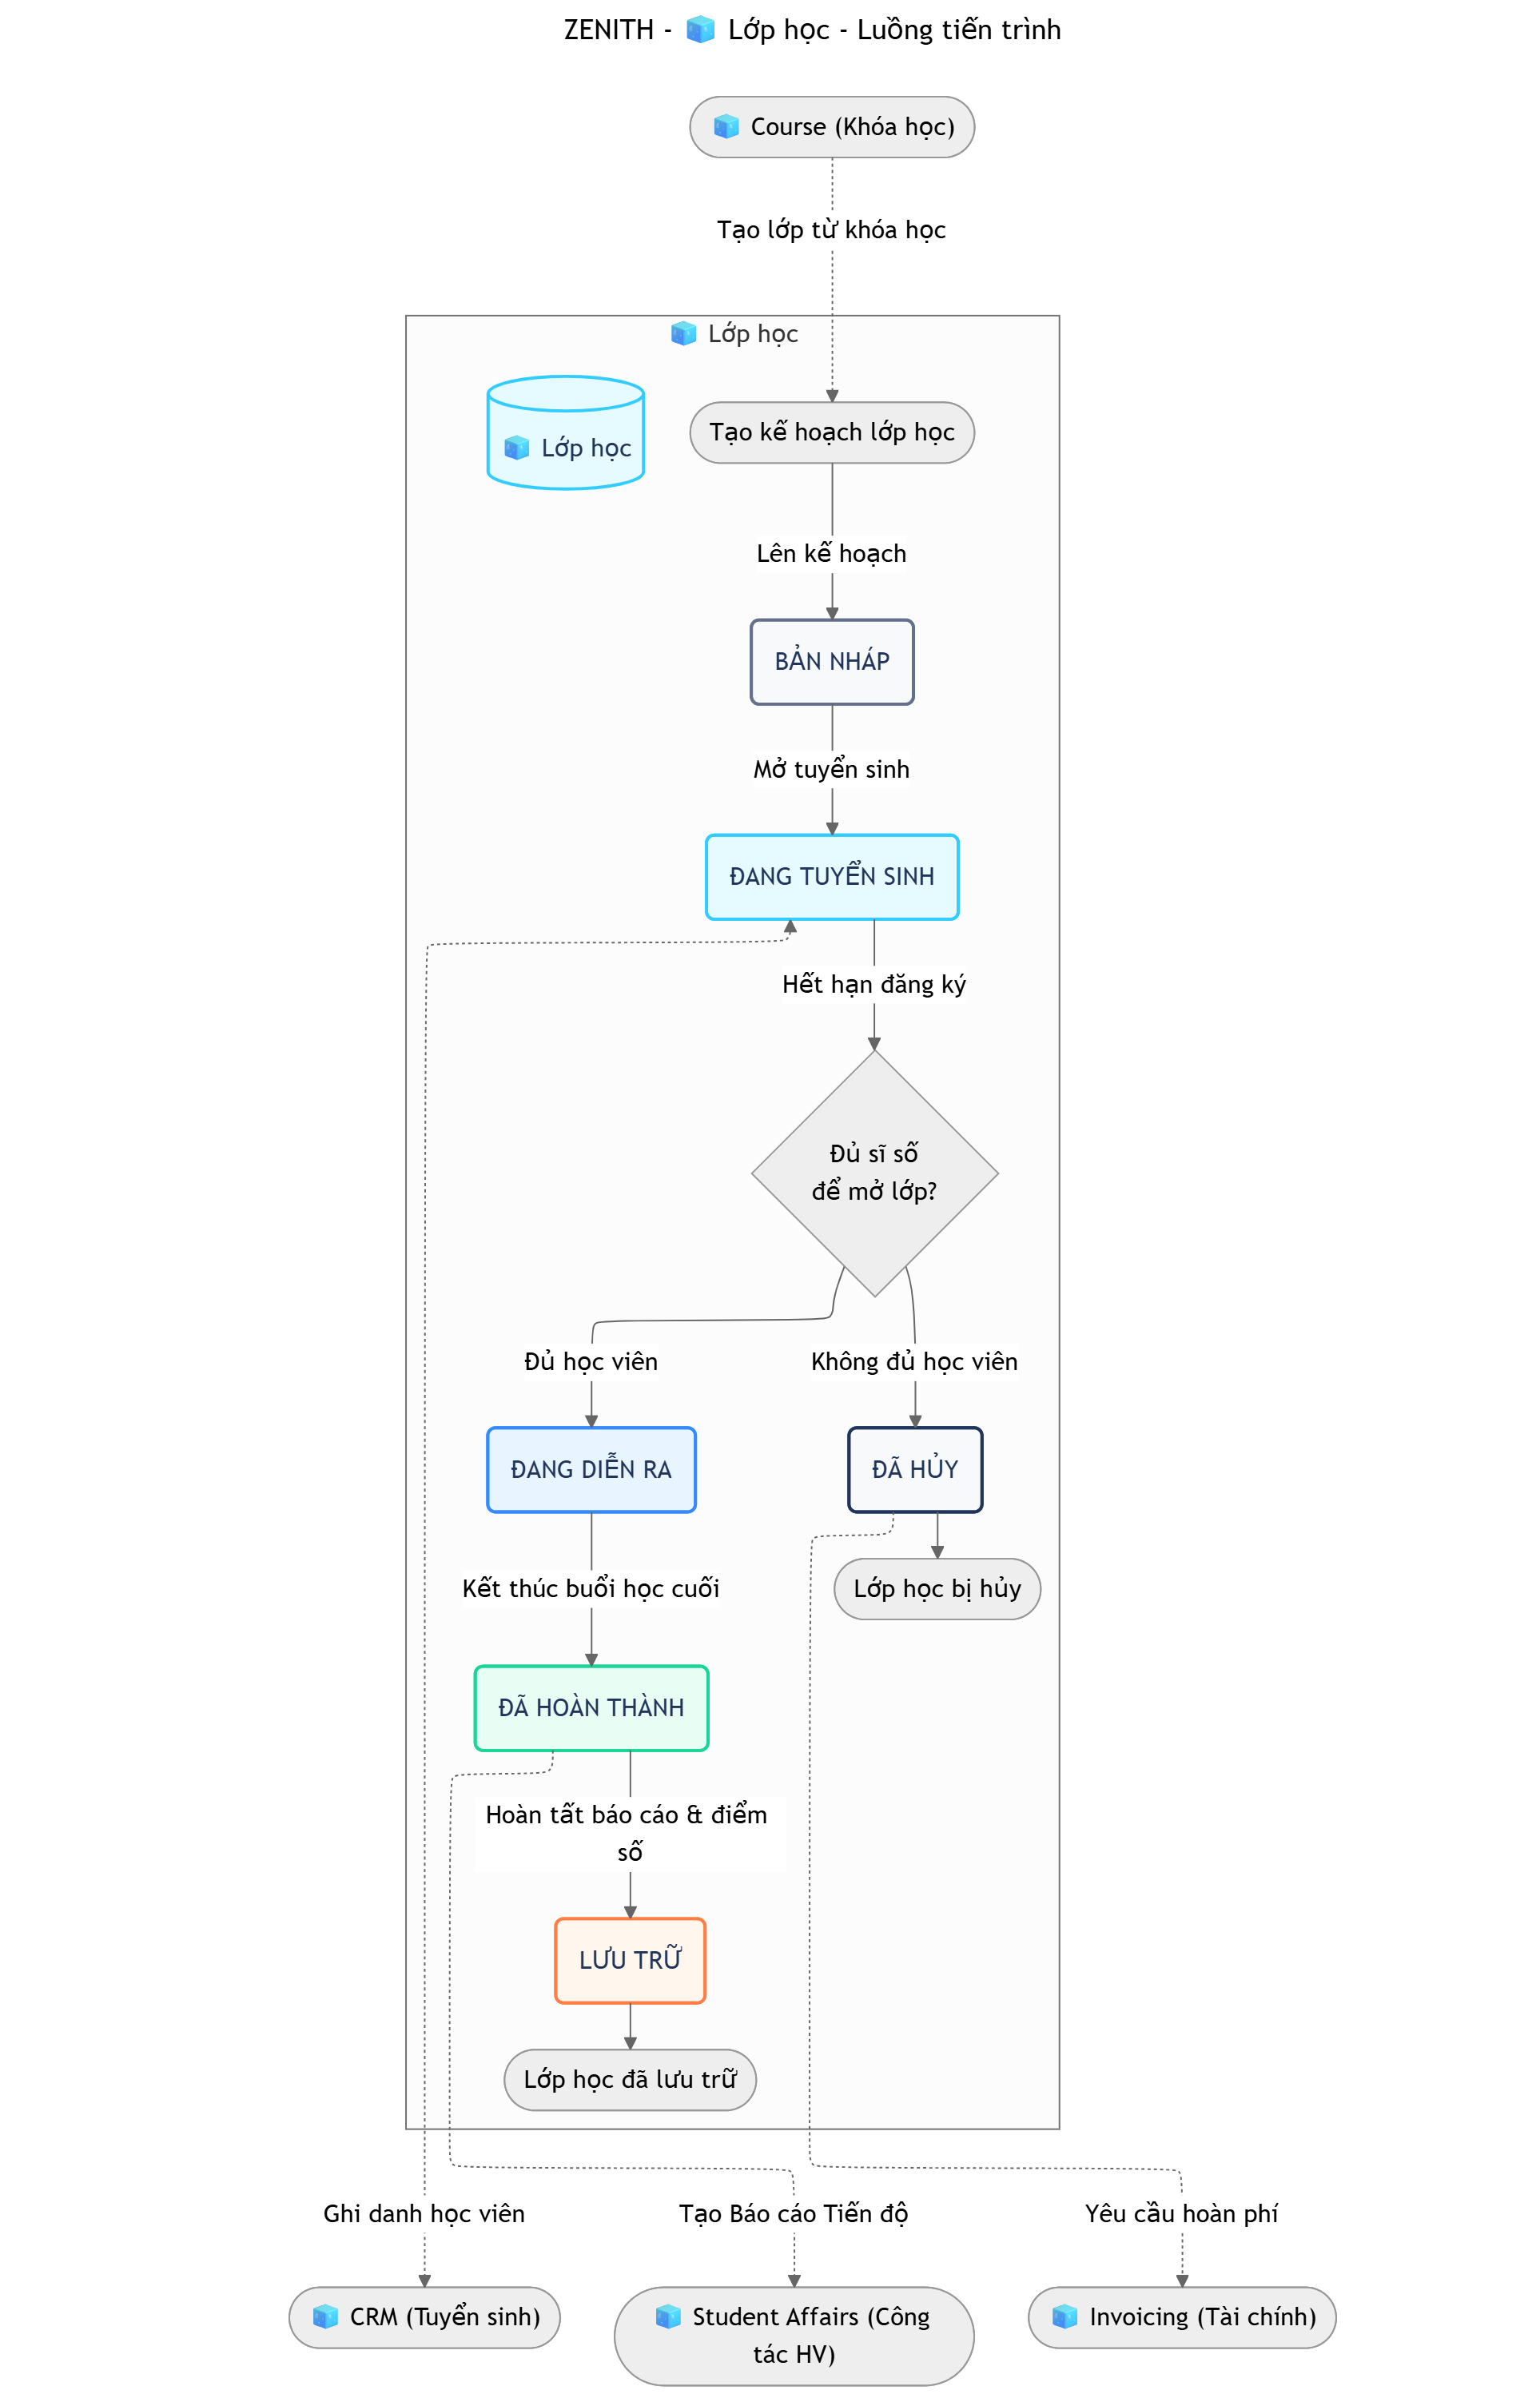 ZENITH - Lớp học - Luồng tiến trình
Course (Khóa học)
Tạo lớp từ khóa học
Lớp học
Lớp học
Tạo kế hoạch lớp học
Lên kế hoạch
BẢN NHÁP
Mở tuyển sinh
ĐANG TUYỂN SINH
Hết hạn đăng ký
Đủ sĩ số
để mở lớp?
Đủ học viên
Không đủ học viên
ĐANG DIỄN RA
ĐÃ HỦY
Kết thúc buổi học cuối
Lớp học bị hủy
ĐÃ HOÀN THÀNH
Hoàn tất báo cáo & điểm
số
LƯU TRỮ
Lớp học đã lưu trữ
Ghi danh học viên
Tạo Báo cáo Tiến độ
Yêu cầu hoàn phí
CRM (Tuyển sinh)
Student Affairs (Công
tác HV)
Invoicing (Tài chính)